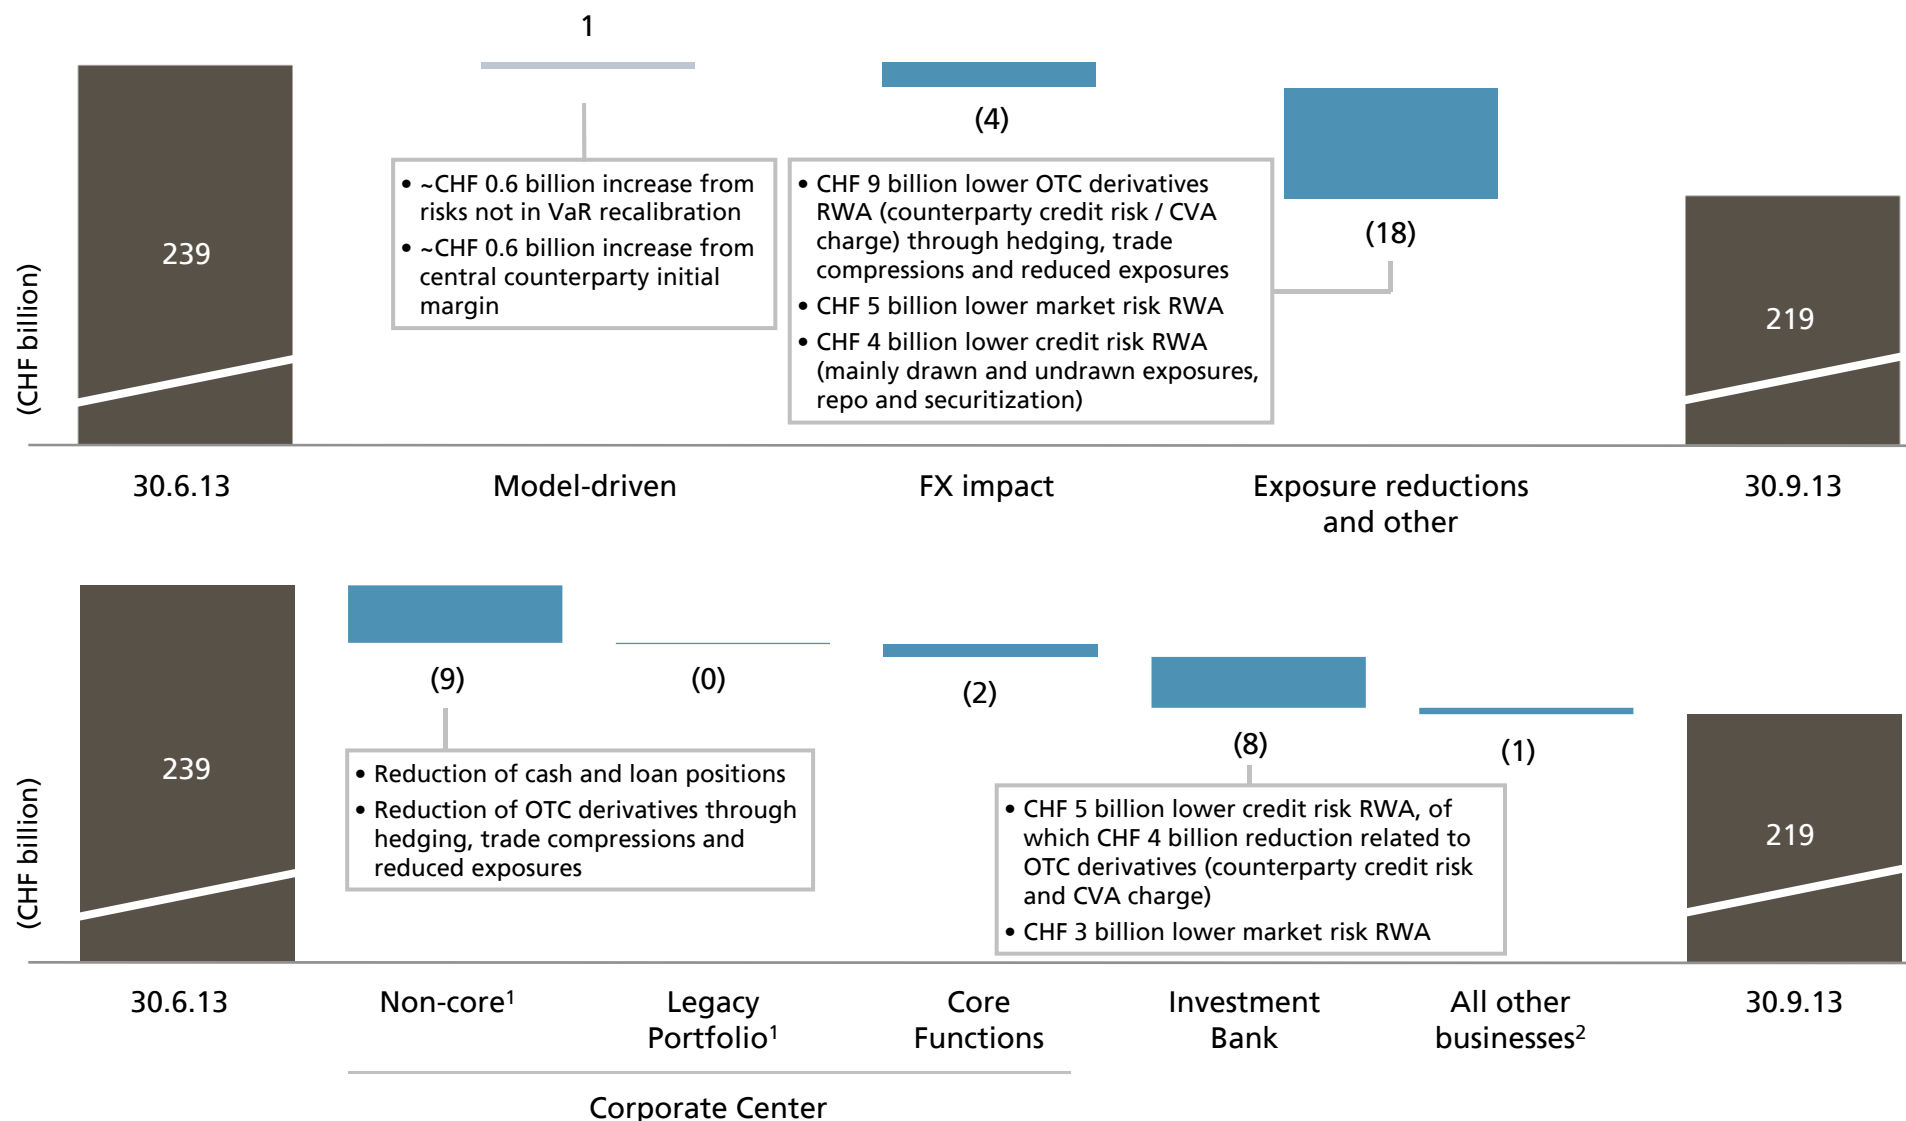 1
(4)
(18)
239
219
(CHF billion)
• ~CHF 0.6 billion increase from
risks not in VaR recalibration
• ~CHF 0.6 billion increase from
central counterparty initial
margin
• CHF 9 billion lower OTC derivatives
RWA (counterparty credit risk / CVA
charge) through hedging, trade
compressions and reduced exposures
• CHF 5 billion lower market risk RWA
• CHF 4 billion lower credit risk RWA
(mainly drawn and undrawn exposures,
repo and securitization)
30.6.13
Model-driven
FX impact
Exposure reductions
and other
30.9.13
(9)
(0)
(2)
(8)
(1)
239
219
(CHF billion)
• Reduction of cash and loan positions
• Reduction of OTC derivatives through
hedging, trade compressions and
reduced exposures
• CHF 5 billion lower credit risk RWA, of
which CHF 4 billion reduction related to
OTC derivatives (counterparty credit risk
and CVA charge)
• CHF 3 billion lower market risk RWA
30.6.13
Non-core¹
Legacy
Portfolio¹
Core
Functions
Investment
Bank
All other
businesses²
30.9.13
Corporate Center